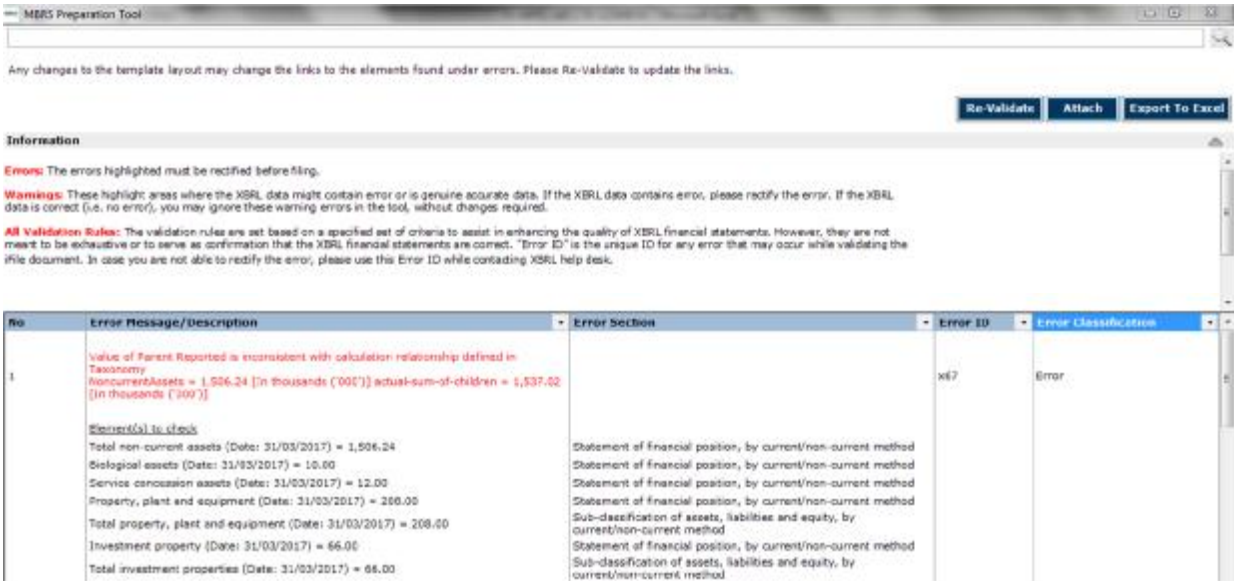 MBRS Preparation Tool
Any changes to the template layout may change the links to the elements found under errors. Please Re-Validate to update the links.
Re-Validate Attach Export To Excel
Information
Errors: The errors highlighted must be rectified before filing.
Warnings: These highlight areas where the XBRL data might contain error or is genuine accurate data. If the XBRL data contains error, please rectify the error. If the XBRL
data is correct (i.e. no error), you may ignore these warning errors in the tool, without changes required.
All Validation Rules: The validation rules are set based on a specified set of criteria to assist in enhancing the quality of XBRL financial statements. However, they are not
meant to be exhaustive or to serve as confirmation that the XBRL financial statements are correct. "Error ID" is the unique ID for any error that may occur while validating the
iFile document. In case you are not able to rectify the error, please use this Error ID while contacting XBRL help desk.
No Error Message/Description Error Section Error ID Error Classification
Value of Parent Reported is inconsistent with calculation relationship defined in
Taxonomy
1 NoncurrentAssets = 1,506.24 [In thousands ('000')] actual-sum-of-children = 1,537.02 x67 Error
[In thousands ('000')]
Element(s) to check
Total non-current assets (Date: 31/03/2017) = 1,506.24 Statement of financial position, by current/non-current method
Biological assets (Date: 31/03/2017) = 10.00 Statement of financial position, by current/non-current method
Service concession assets (Date: 31/03/2017) = 12.00 Statement of financial position, by current/non-current method
Property, plant and equipment (Date: 31/03/2017) = 208.00 Statement of financial position, by current/non-current method
Total property, plant and equipment (Date: 31/03/2017) = 208.00 Sub-classification of assets, liabilities and equity, by
current/non-current method
Investment property (Date: 31/03/2017) = 66.00 Statement of financial position, by current/non-current method
Total investment properties (Date: 31/03/2017) = 66.00 Sub-classification of assets, liabilities and equity, by
current/non-current method